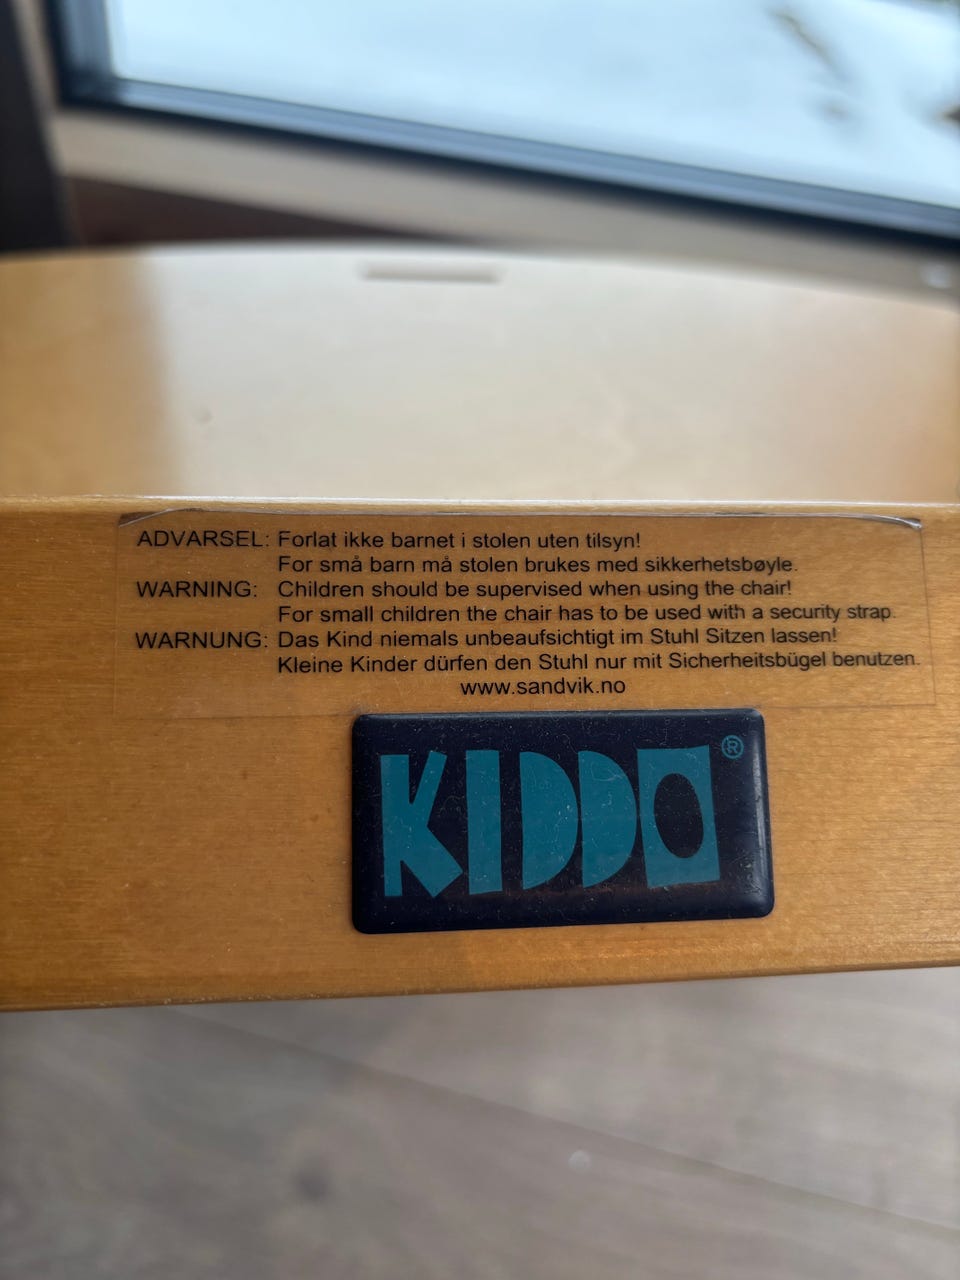 ADVARSEL: Forlat ikke barnet i stolen uten tilsyn!
For små barn må stolen brukes med sikkerhetsbøyle.
WARNING: Children should be supervised when using the chair!
For small children the chair has to be used with a security strap.
WARNUNG: Das Kind niemals unbeaufsichtigt im Stuhl Sitzen lassen!
Kleine Kinder dürfen den Stuhl nur mit Sicherheitsbügel benutzen.
www.sandvik.no
KIDDO®